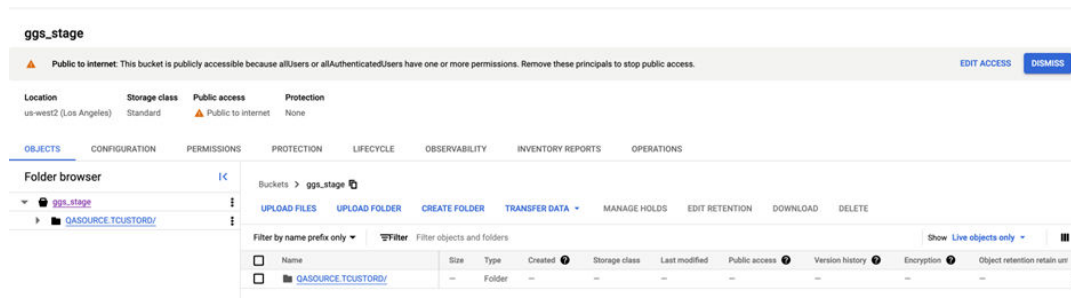 ggs_stage
Public to internet: This bucket is publicly accessible because allUsers or allAuthenticatedUsers have one or more permissions. Remove these principals to stop public access. EDIT ACCESS DISMISS
Location Storage class Public access Protection
us-west2 (Los Angeles) Standard Public to internet None
OBJECTS CONFIGURATION PERMISSIONS PROTECTION LIFECYCLE OBSERVABILITY INVENTORY REPORTS OPERATIONS
Folder browser
Buckets > ggs_stage
ggs_stage
UPLOAD FILES UPLOAD FOLDER CREATE FOLDER TRANSFER DATA MANAGE HOLDS EDIT RETENTION DOWNLOAD DELETE
QASOURCE.TCUSTORD/
Filter by name prefix only Filter Filter objects and folders Show Live objects only
Name Size Type Created Storage class Last modified Public access Version history Encryption Object retention retain
QASOURCE.TCUSTORD/ — Folder — — — — — — —